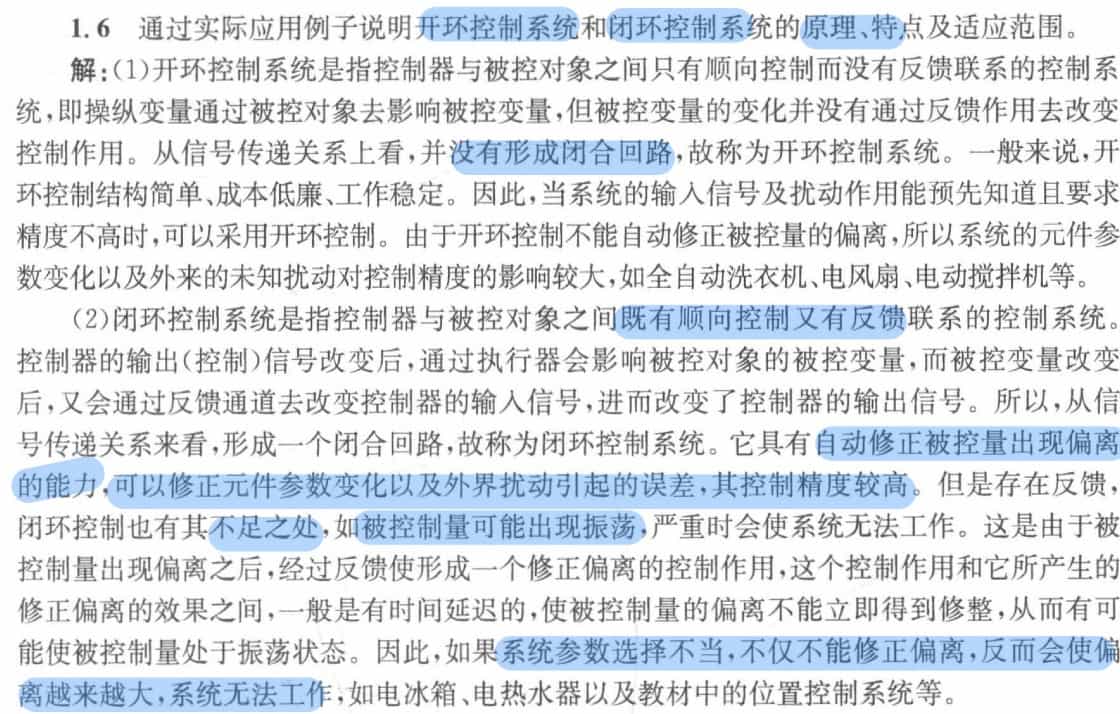 1.6 通过实际应用例子说明开环控制系统和闭环控制系统的原理、特点及适应范围。
解:(1)开环控制系统是指控制器与被控对象之间只有顺向控制而没有反馈联系的控制系
统,即操纵变量通过被控对象去影响被控变量,但被控变量的变化并没有通过反馈作用去改变
控制作用。从信号传递关系上看,并没有形成闭合回路,故称为开环控制系统。一般来说,开
环控制结构简单、成本低廉、工作稳定。因此,当系统的输入信号及扰动作用能预先知道且要求
精度不高时,可以采用开环控制。由于开环控制不能自动修正被控量的偏离,所以系统的元件参
数变化以及外来的未知扰动对控制精度的影响较大,如全自动洗衣机、电风扇、电动搅拌机等。
(2)闭环控制系统是指控制器与被控对象之间既有顺向控制又有反馈联系的控制系统。
控制器的输出(控制)信号改变后,通过执行器会影响被控对象的被控变量,而被控变量改变
后,又会通过反馈通道去改变控制器的输入信号,进而改变了控制器的输出信号。所以,从信
号传递关系来看,形成一个闭合回路,故称为闭环控制系统。它具有自动修正被控量出现偏离
的能力,可以修正元件参数变化以及外界扰动引起的误差,其控制精度较高。但是存在反馈,
闭环控制也有其不足之处,如被控制量可能出现振荡,严重时会使系统无法工作。这是由于被
控制量出现偏离之后,经过反馈使形成一个修正偏离的控制作用,这个控制作用和它所产生的
修正偏离的效果之间,一般是有时间延迟的,使被控制量的偏离不能立即得到修整,从而有可
能使被控制量处于振荡状态。因此,如果系统参数选择不当,不仅不能修正偏离,反而会使偏
离越来越大,系统无法工作,如电冰箱、电热水器以及教材中的位置控制系统等。